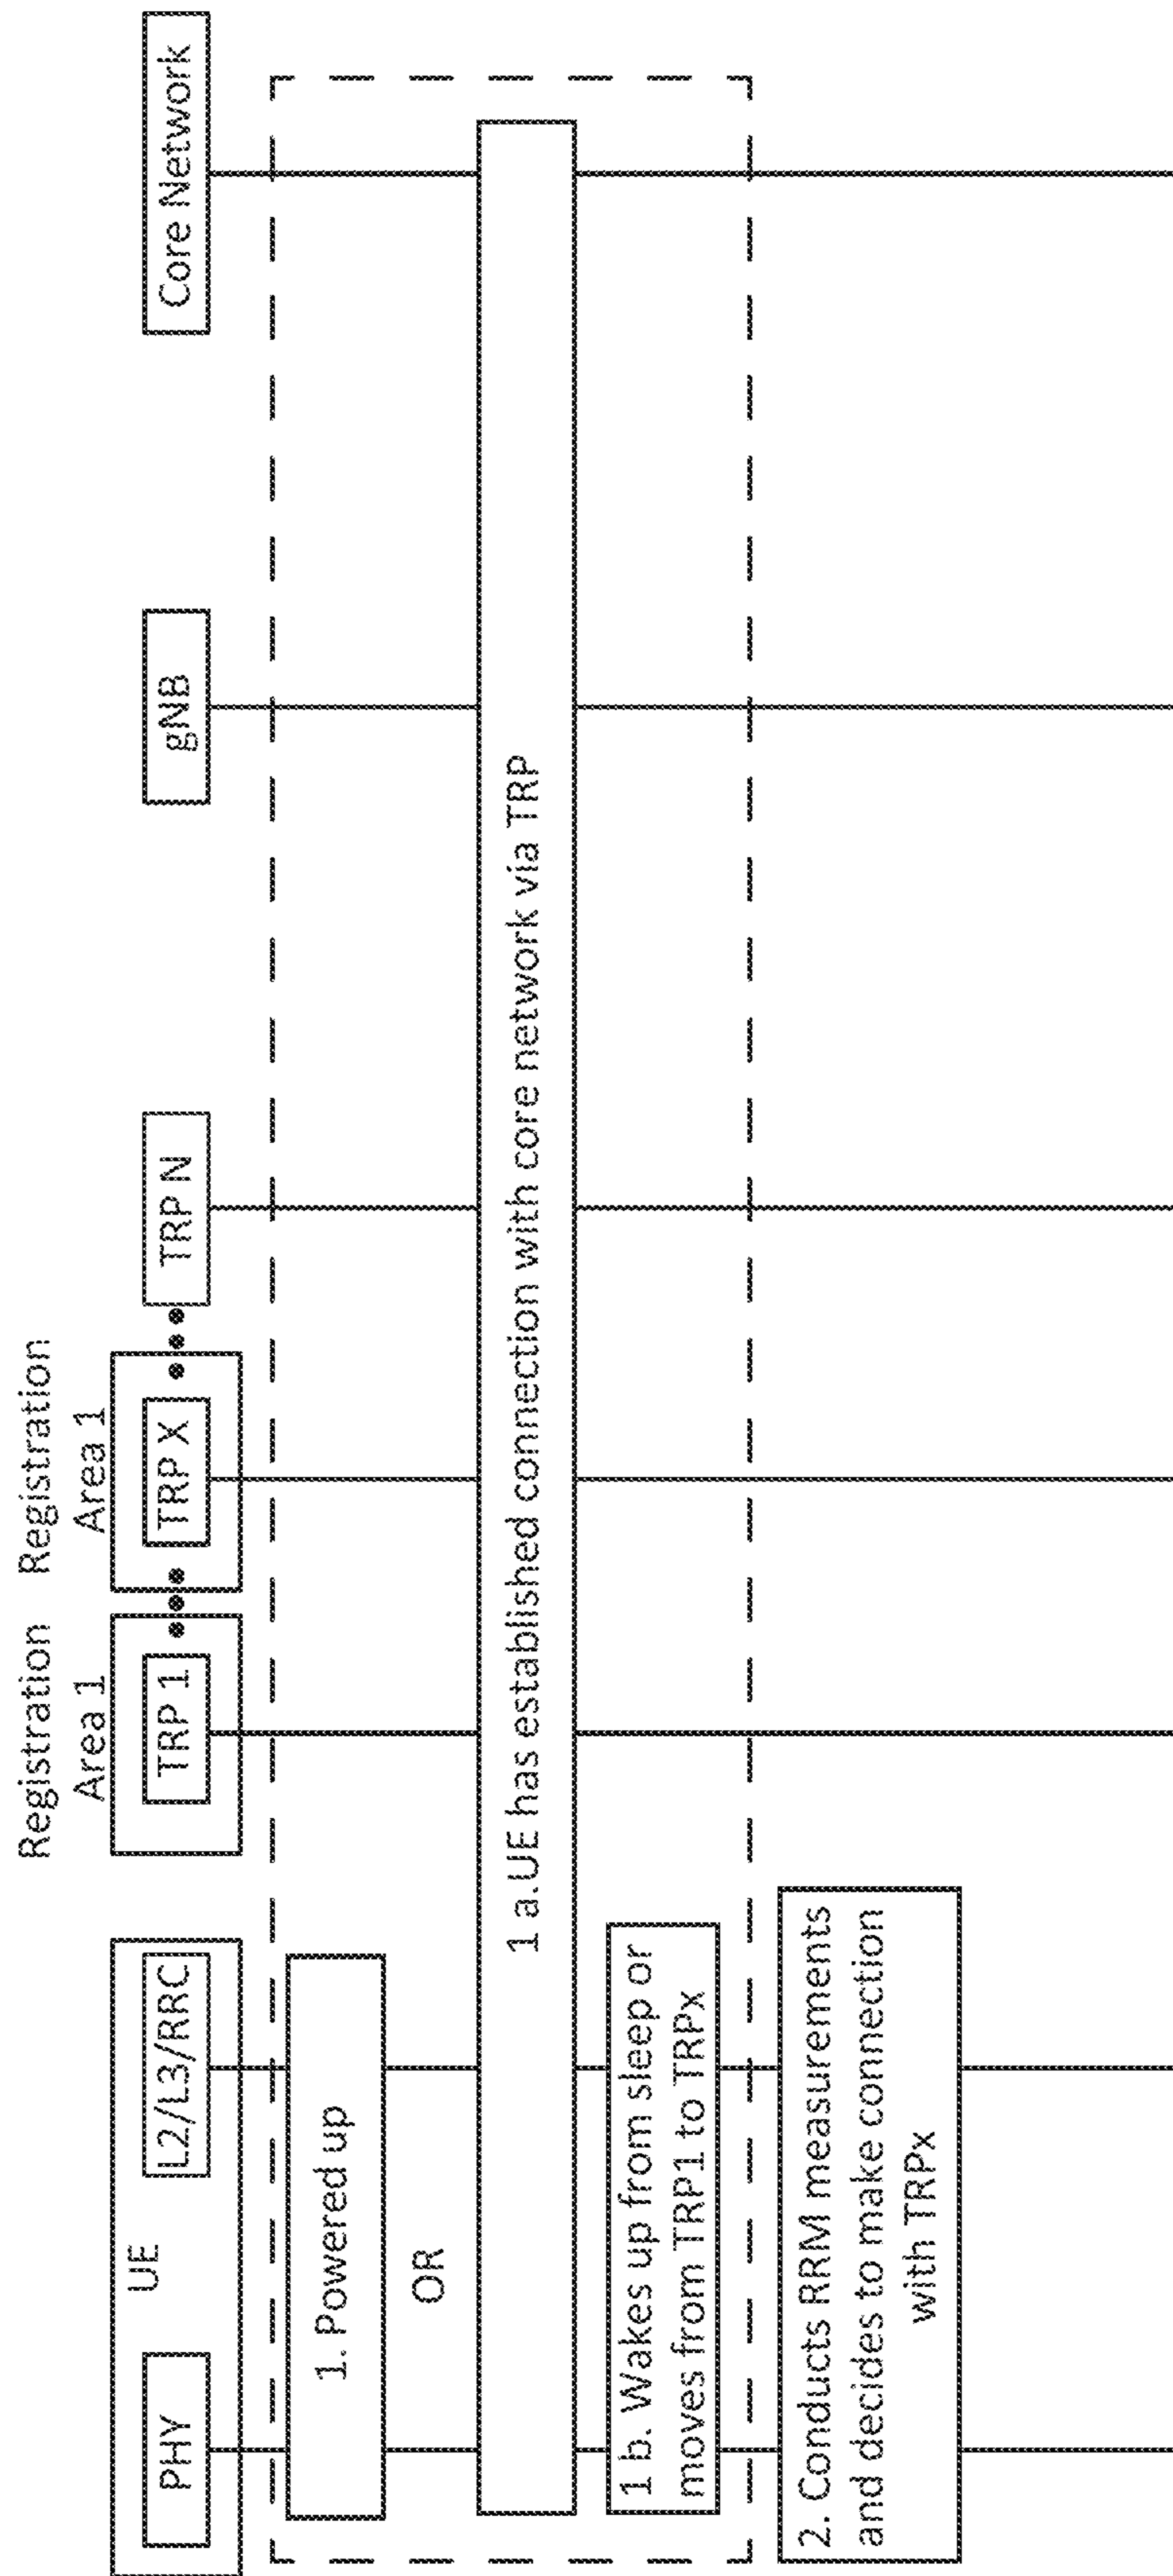 Registration
Area 1
Registration
Area 1
UE
PHY
L2/L3/RRC
TRP 1
TRP X
TRP N
gNB
Core Network
1. Powered up
OR
1 a.UE has established connection with core network via TRP
1 b. Wakes up from sleep or
moves from TRP1 to TRPx
2. Conducts RRM measurements
and decides to make connection
with TRPx